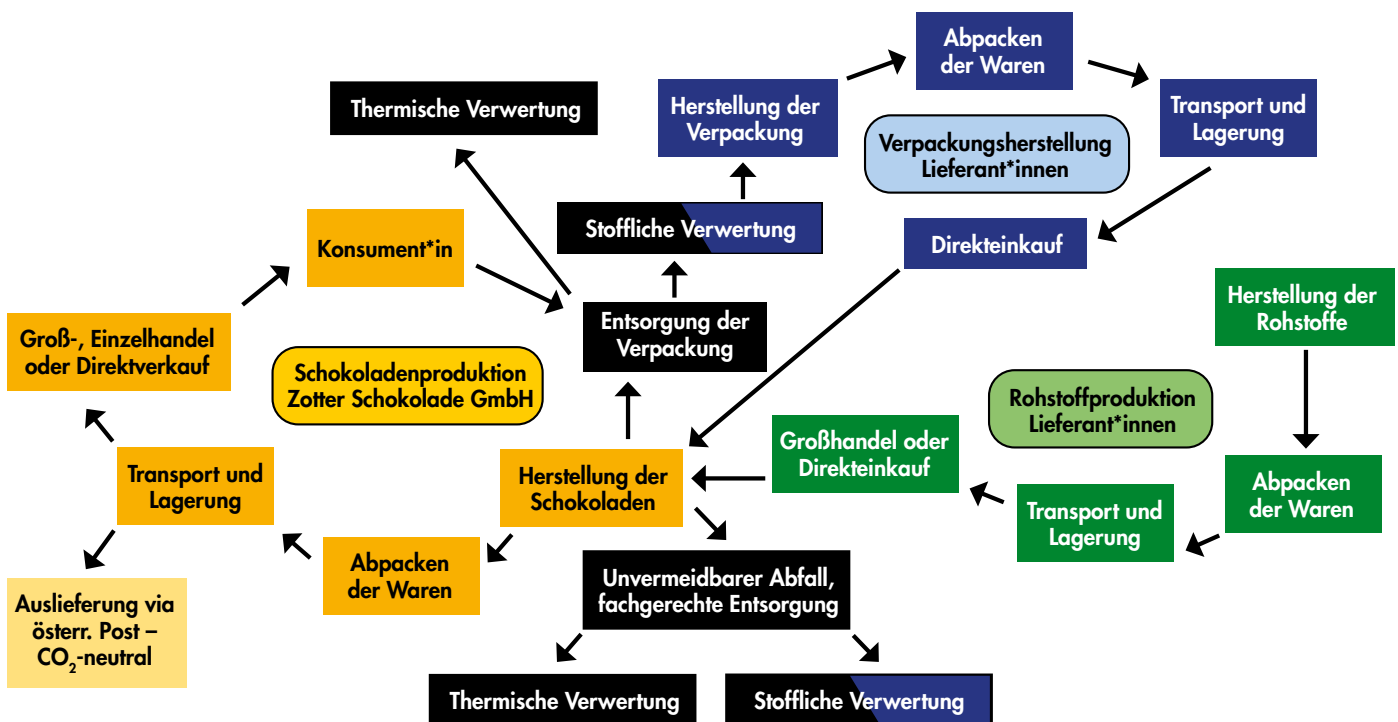 Abpacken
der Waren
Thermische Verwertung
Herstellung der
Verpackung
Transport und
Lagerung
Verpackungsherstellung
Lieferant*innen
Stoffliche Verwertung
Konsument*in
Direkteinkauf
Herstellung der
Rohstoffe
Groß-, Einzelhandel
oder Direktverkauf
Entsorgung der
Verpackung
Schokoladenproduktion
Zotter Schokolade GmbH
Rohstoffproduktion
Lieferant*innen
Großhandel oder
Direkteinkauf
Transport und
Lagerung
Herstellung der
Schokoladen
Abpacken
der Waren
Transport und
Lagerung
Abpacken
der Waren
Unvermeidbarer Abfall,
fachgerechte Entsorgung
Auslieferung via
österr. Post –
CO₂-neutral
Thermische Verwertung
Stoffliche Verwertung